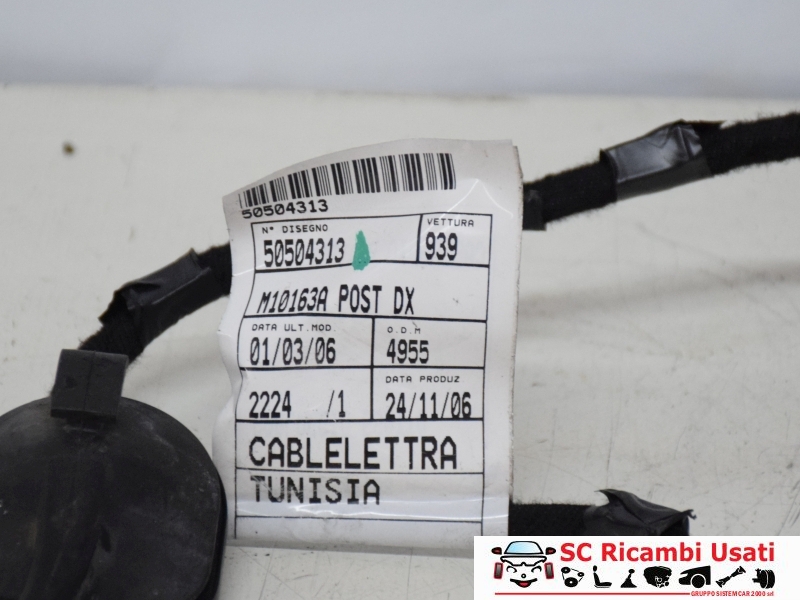 50504313
N° DISEGNO
VETTURA
50504313
939
M10163A POST DX
DATA ULT.MOD.
O.D.M
01/03/06
4955
DATA PRODUZ
2224 /1
24/11/06
CABLELETTRA
TUNISIA
SC Ricambi Usati
GRUPPO SISTEMCAR 2000 srl